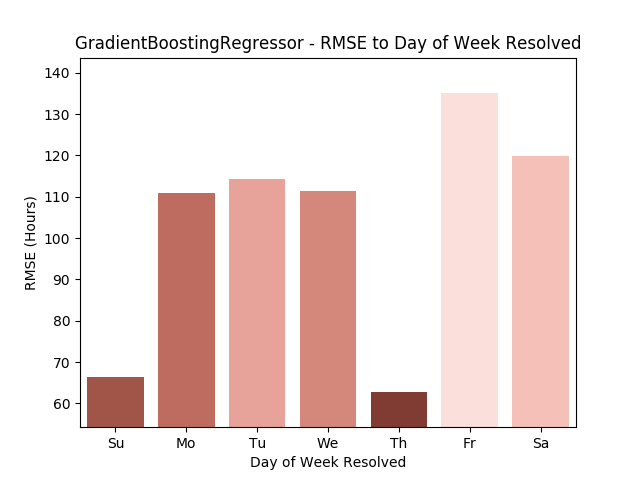 GradientBoostingRegressor - RMSE to Day of Week Resolved
140
130
120
110
100
90
80
70
60
RMSE (Hours)
Su Mo Tu We Th Fr Sa
Day of Week Resolved